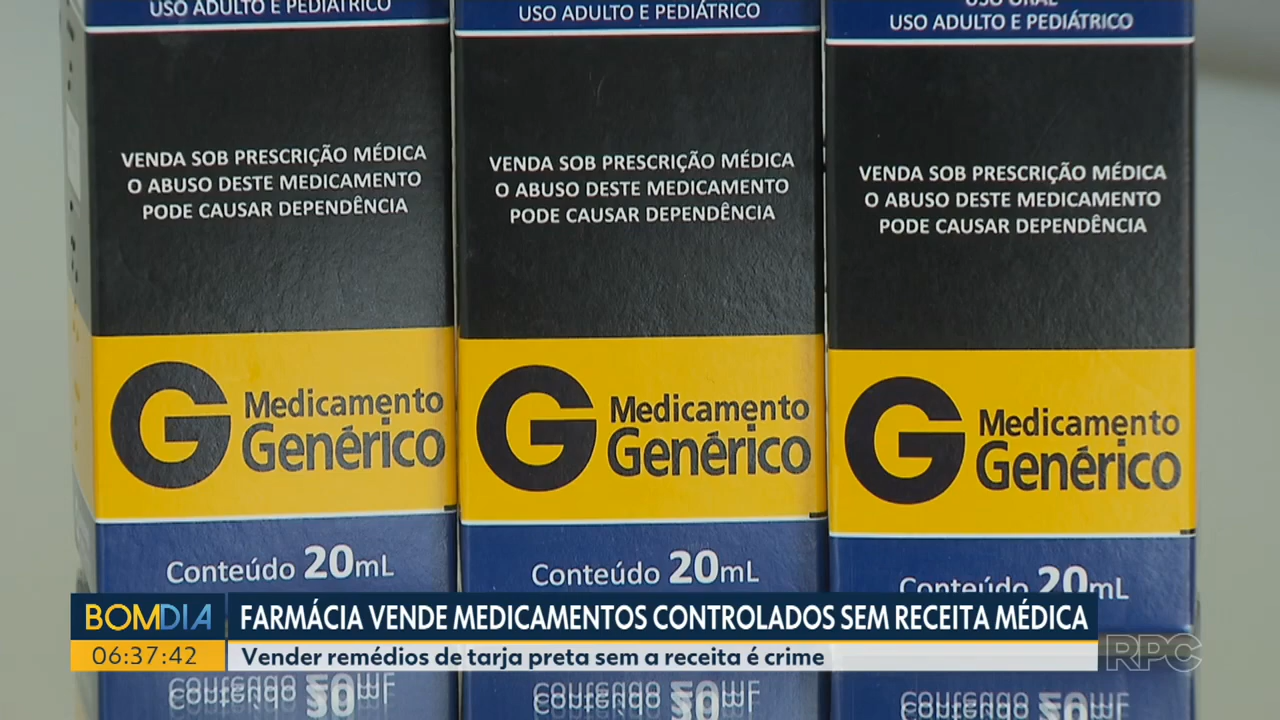 USO ADULTO E PEDIÁTRICO
VENDA SOB PRESCRIÇÃO MÉDICA
O ABUSO DESTE MEDICAMENTO
PODE CAUSAR DEPENDÊNCIA
G Medicamento
Genérico
Conteúdo 20mL
USO ADULTO E PEDIÁTRICO
VENDA SOB PRESCRIÇÃO MÉDICA
O ABUSO DESTE MEDICAMENTO
PODE CAUSAR DEPENDÊNCIA
G Medicamento
Genérico
Conteúdo 20mL
USO ORAL
USO ADULTO E PEDIÁTRICO
VENDA SOB PRESCRIÇÃO MÉDICA
O ABUSO DESTE MEDICAMENTO
PODE CAUSAR DEPENDÊNCIA
G Medicamento
Genérico
Conteúdo 20mL
BOMDIA
FARMÁCIA VENDE MEDICAMENTOS CONTROLADOS SEM RECEITA MÉDICA
06:37:42
Vender remédios de tarja preta sem a receita é crime
RPC